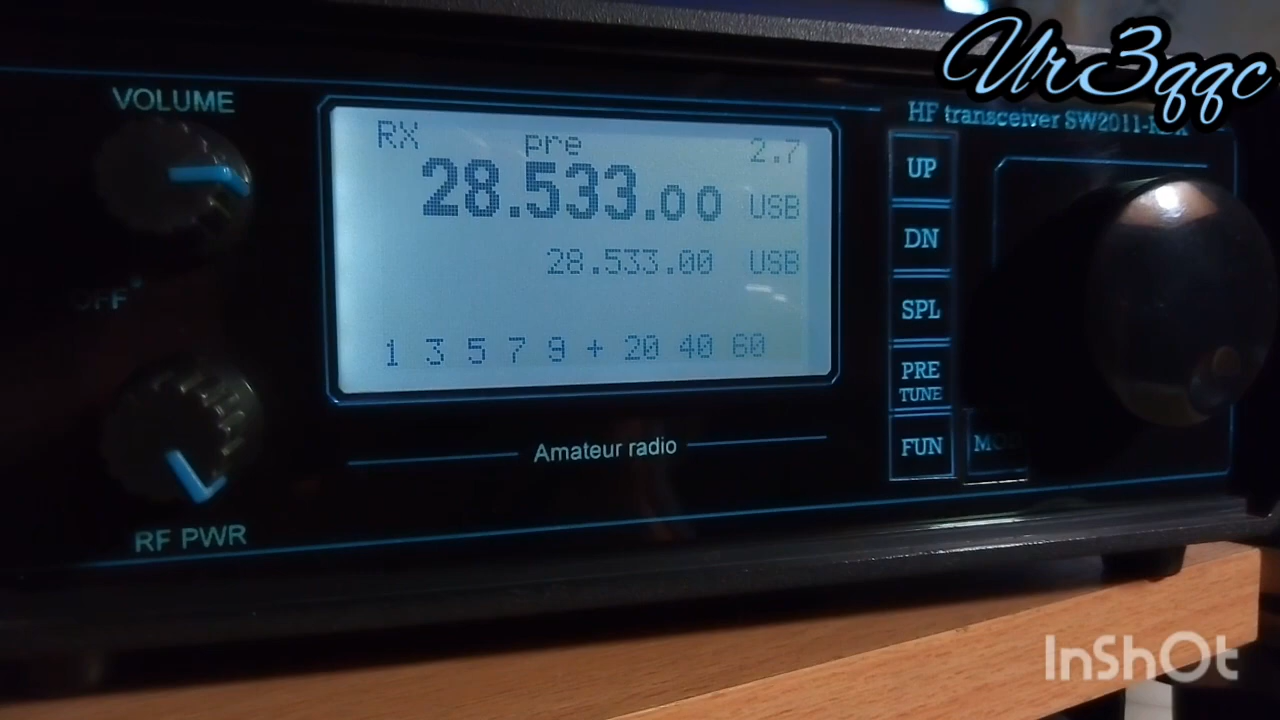 Ur3qqc
VOLUME
HF transceiver
RX
pre
2.7
28.533.00 USB
28.533.00 USB
1 3 5 7 9 + 20 40 60
UP
DN
SPL
PRE
TUNE
FUN
OFF
Amateur radio
RF PWR
InShOt